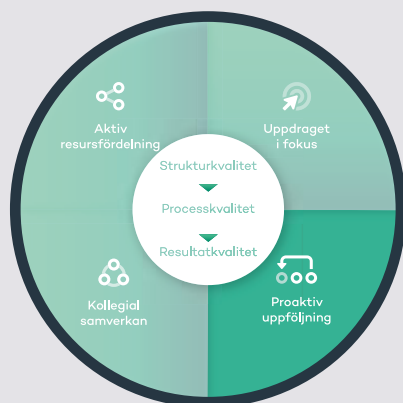 Aktiv
resursfördelning
Uppdraget
i fokus
Strukturkvalitet
Processkvalitet
Resultatkvalitet
Kollegial
samverkan
Proaktiv
uppföljning